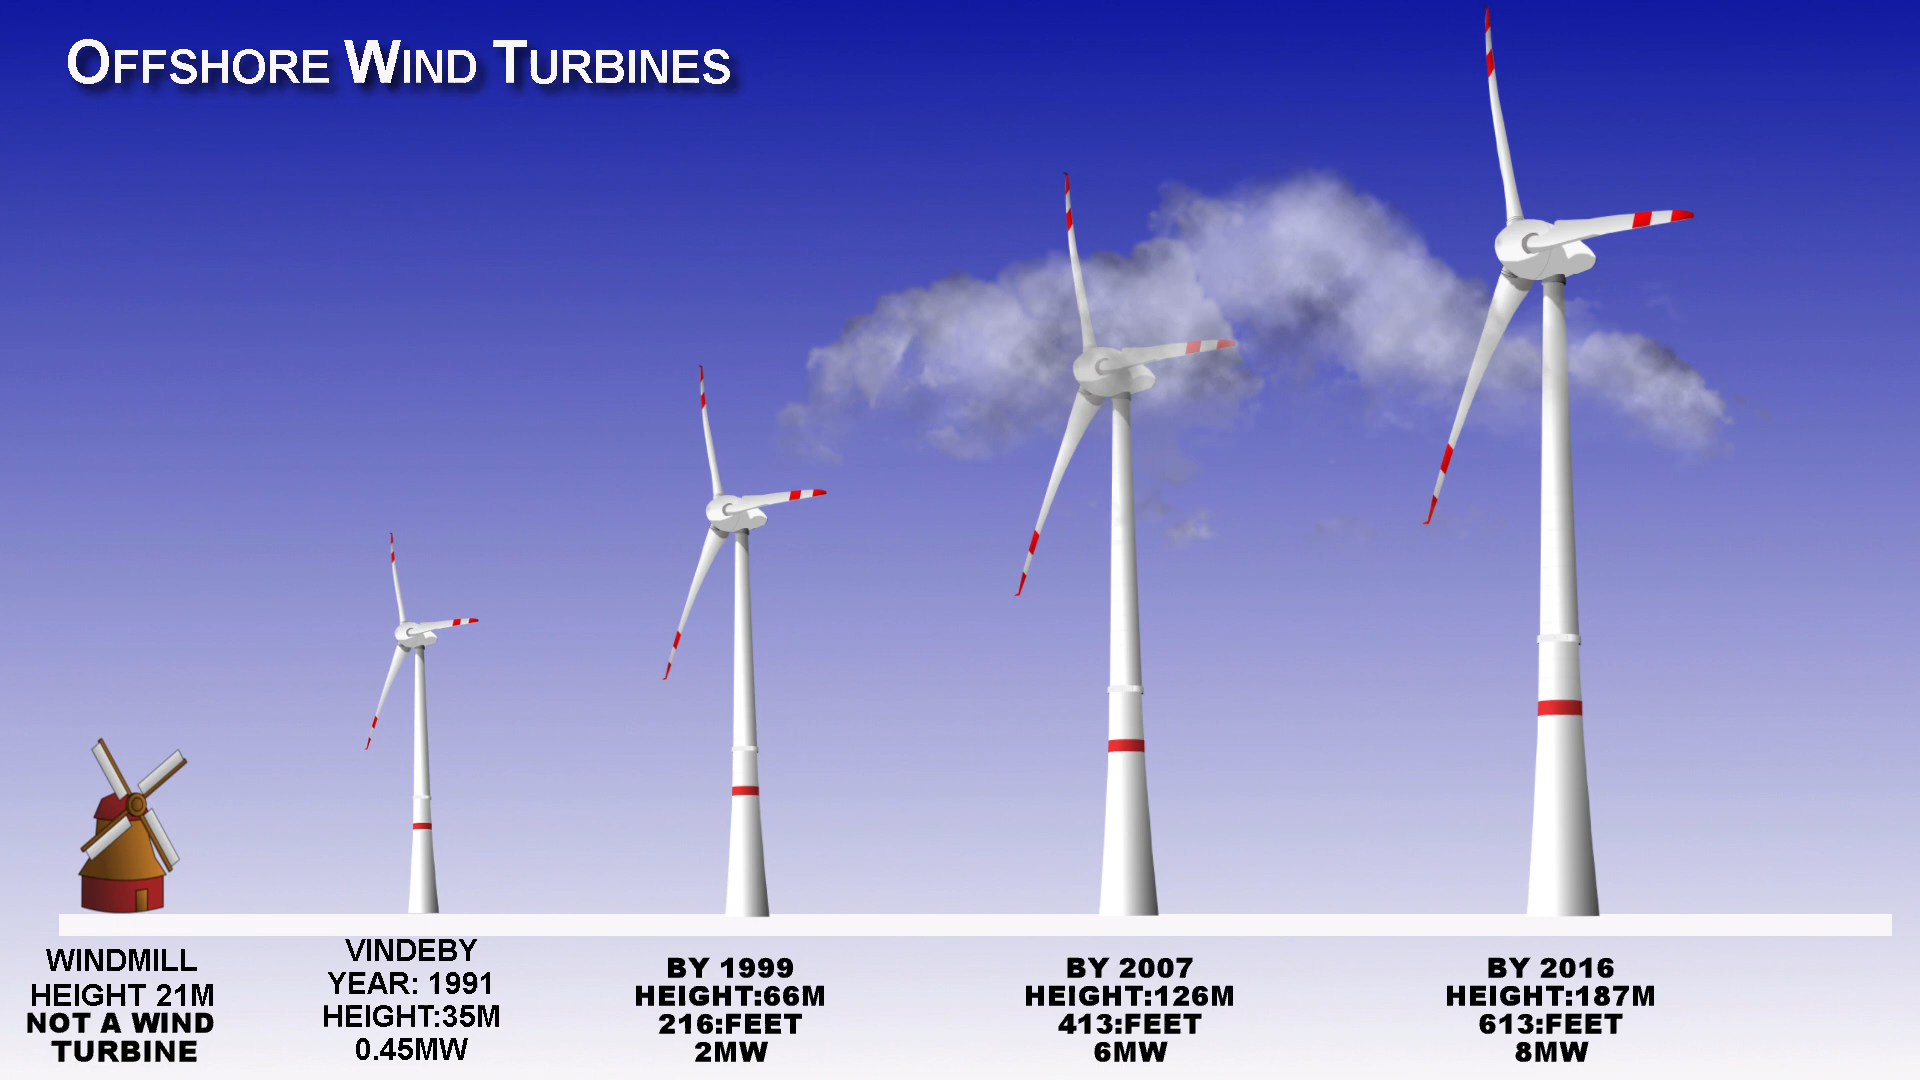 OFFSHORE WIND TURBINES
WINDMILL
HEIGHT 21M
NOT A WIND
TURBINE
VINDEBY
YEAR: 1991
HEIGHT:35M
0.45MW
BY 1999
HEIGHT:66M
216:FEET
2MW
BY 2007
HEIGHT:126M
413:FEET
6MW
BY 2016
HEIGHT:187M
613:FEET
8MW